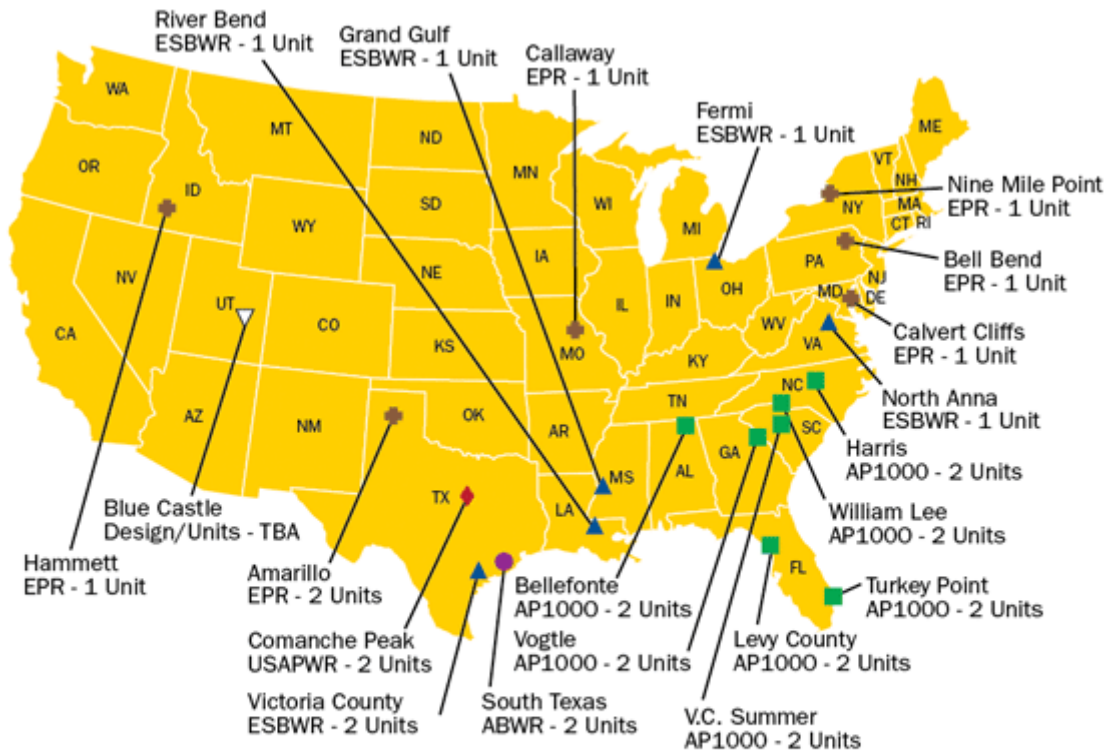 River Bend
ESBWR - 1 Unit
Grand Gulf
ESBWR - 1 Unit
Callaway
EPR - 1 Unit
Fermi
ESBWR - 1 Unit
Nine Mile Point
EPR - 1 Unit
Bell Bend
EPR - 1 Unit
Calvert Cliffs
EPR - 1 Unit
North Anna
ESBWR - 1 Unit
Harris
AP1000 - 2 Units
William Lee
AP1000 - 2 Units
Turkey Point
AP1000 - 2 Units
Levy County
AP1000 - 2 Units
V.C. Summer
AP1000 - 2 Units
Bellefonte
AP1000 - 2 Units
Vogtle
AP1000 - 2 Units
South Texas
ABWR - 2 Units
Amarillo
EPR - 2 Units
Comanche Peak
USAPWR - 2 Units
Victoria County
ESBWR - 2 Units
Blue Castle
Design/Units - TBA
Hammett
EPR - 1 Unit
WA
OR
ID
MT
ND
SD
WY
NV
UT
CA
AZ
CO
NM
NE
KS
OK
TX
MN
IA
MO
AR
LA
WI
IL
MI
IN
OH
KY
TN
MS
AL
GA
FL
SC
NC
VA
WV
PA
NY
VT
NH
ME
MA
CT
RI
NJ
DE
MD